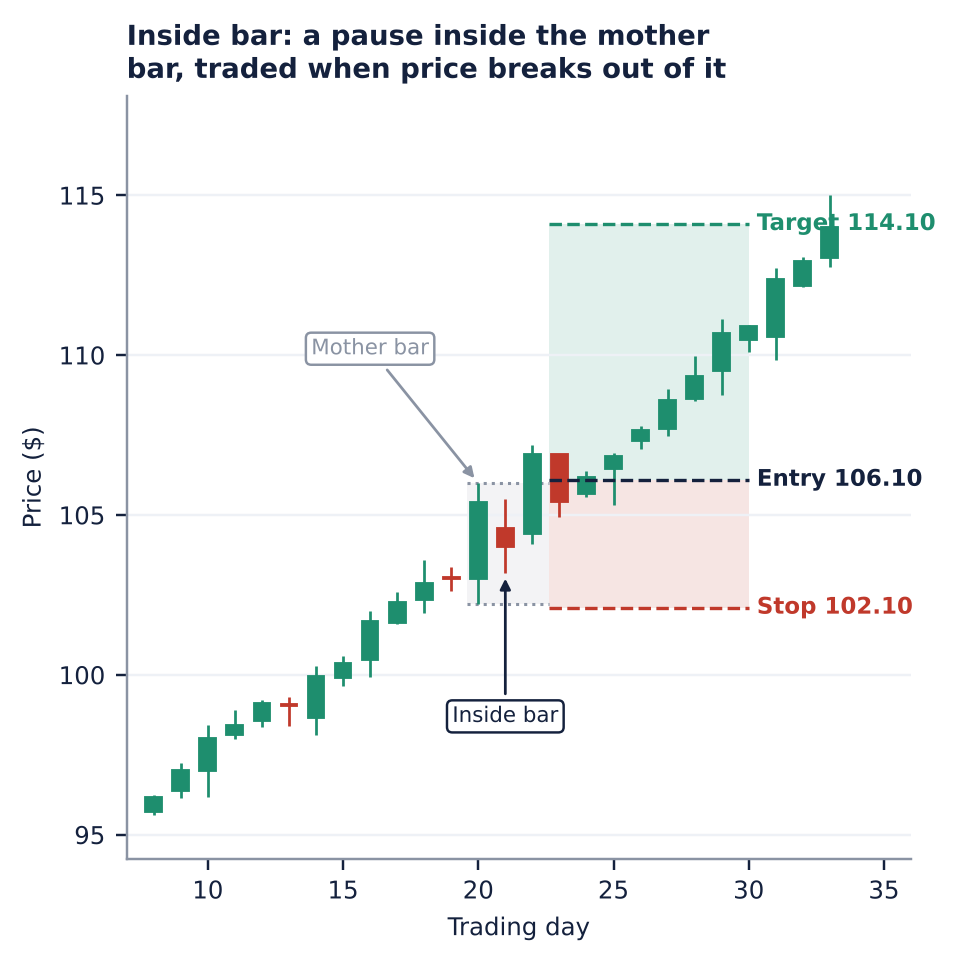 Inside bar: a pause inside the mother
bar, traded when price breaks out of it
Price ($)
115
110
105
100
95
Target 114.10
Mother bar
Entry 106.10
Stop 102.10
Inside bar
10
15
20
25
30
35
Trading day